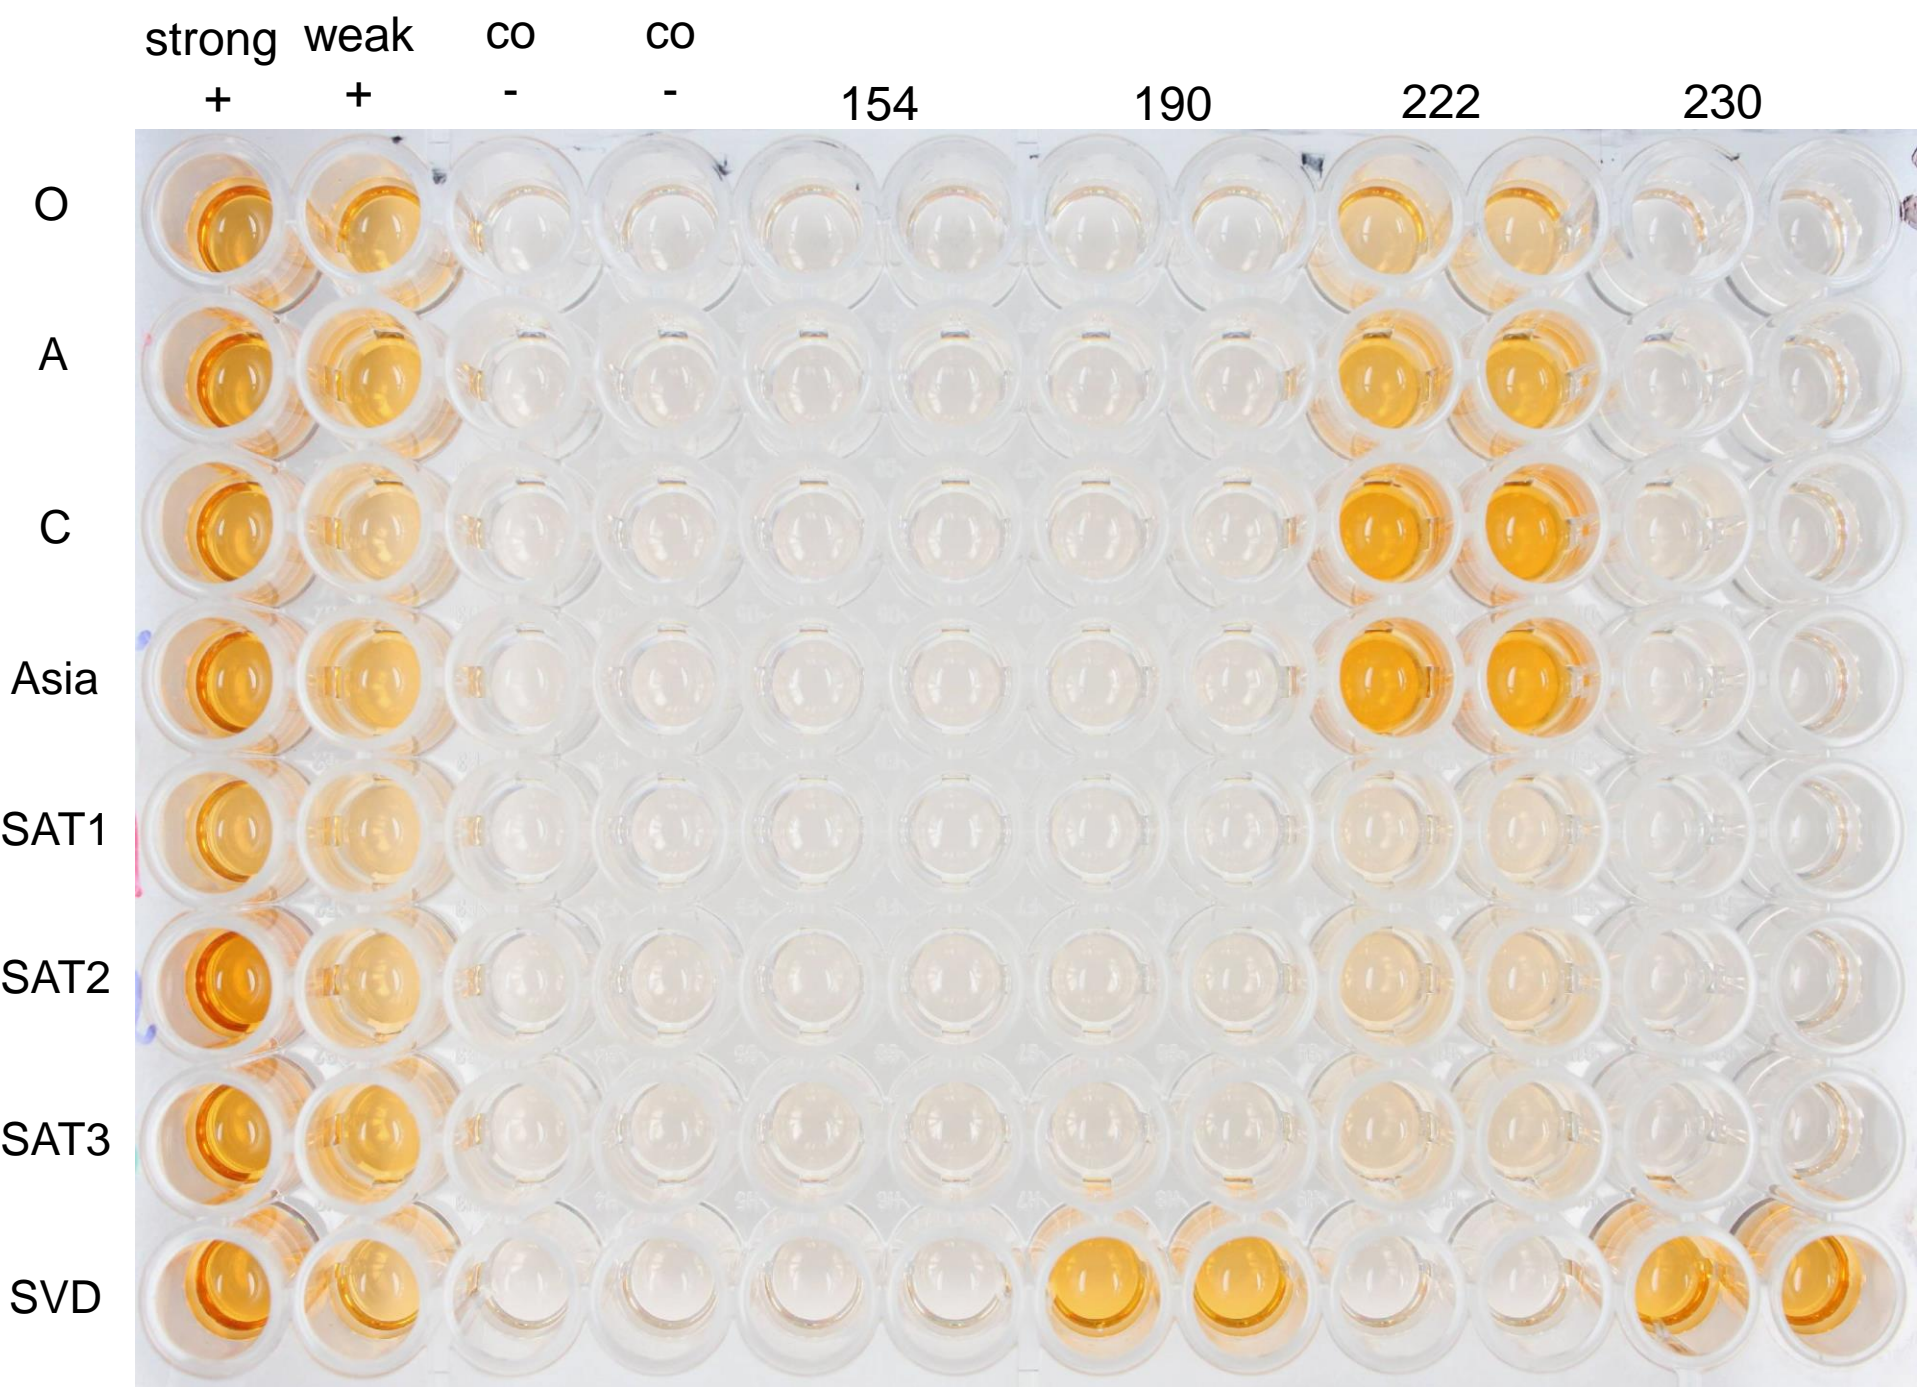 strong weak co co
+ + - - 154 190 222 230
O
A
C
Asia
SAT1
SAT2
SAT3
SVD